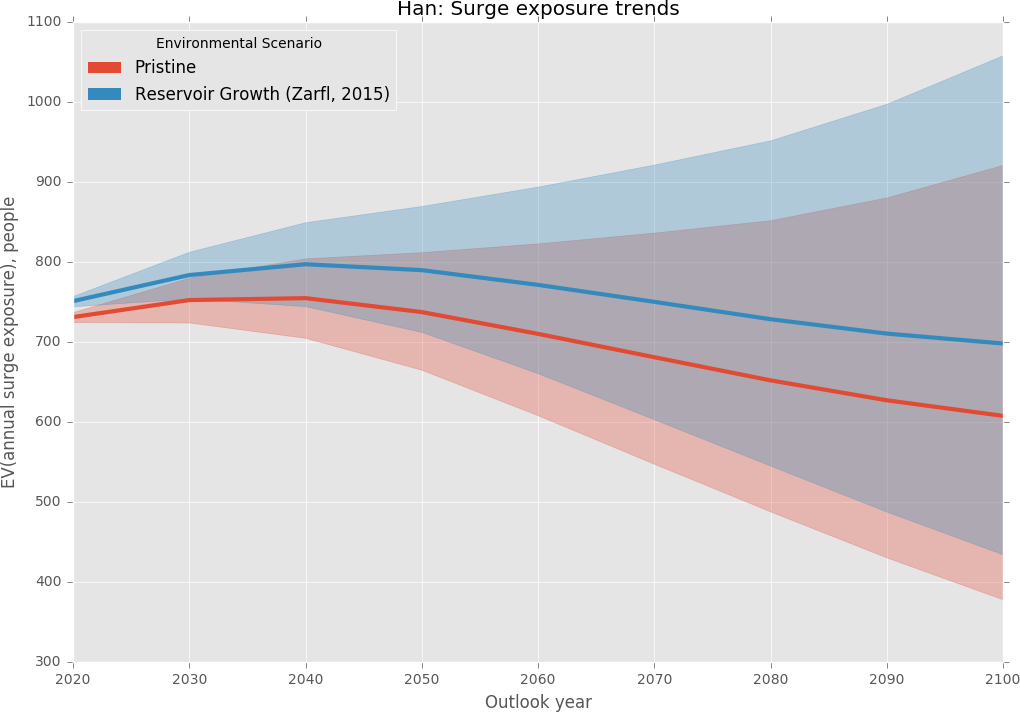 Han: Surge exposure trends
Environmental Scenario
Pristine
Reservoir Growth (Zarfl, 2015)
EV(annual surge exposure), people
1100
1000
900
800
700
600
500
400
300
2020 2030 2040 2050 2060 2070 2080 2090 2100
Outlook year